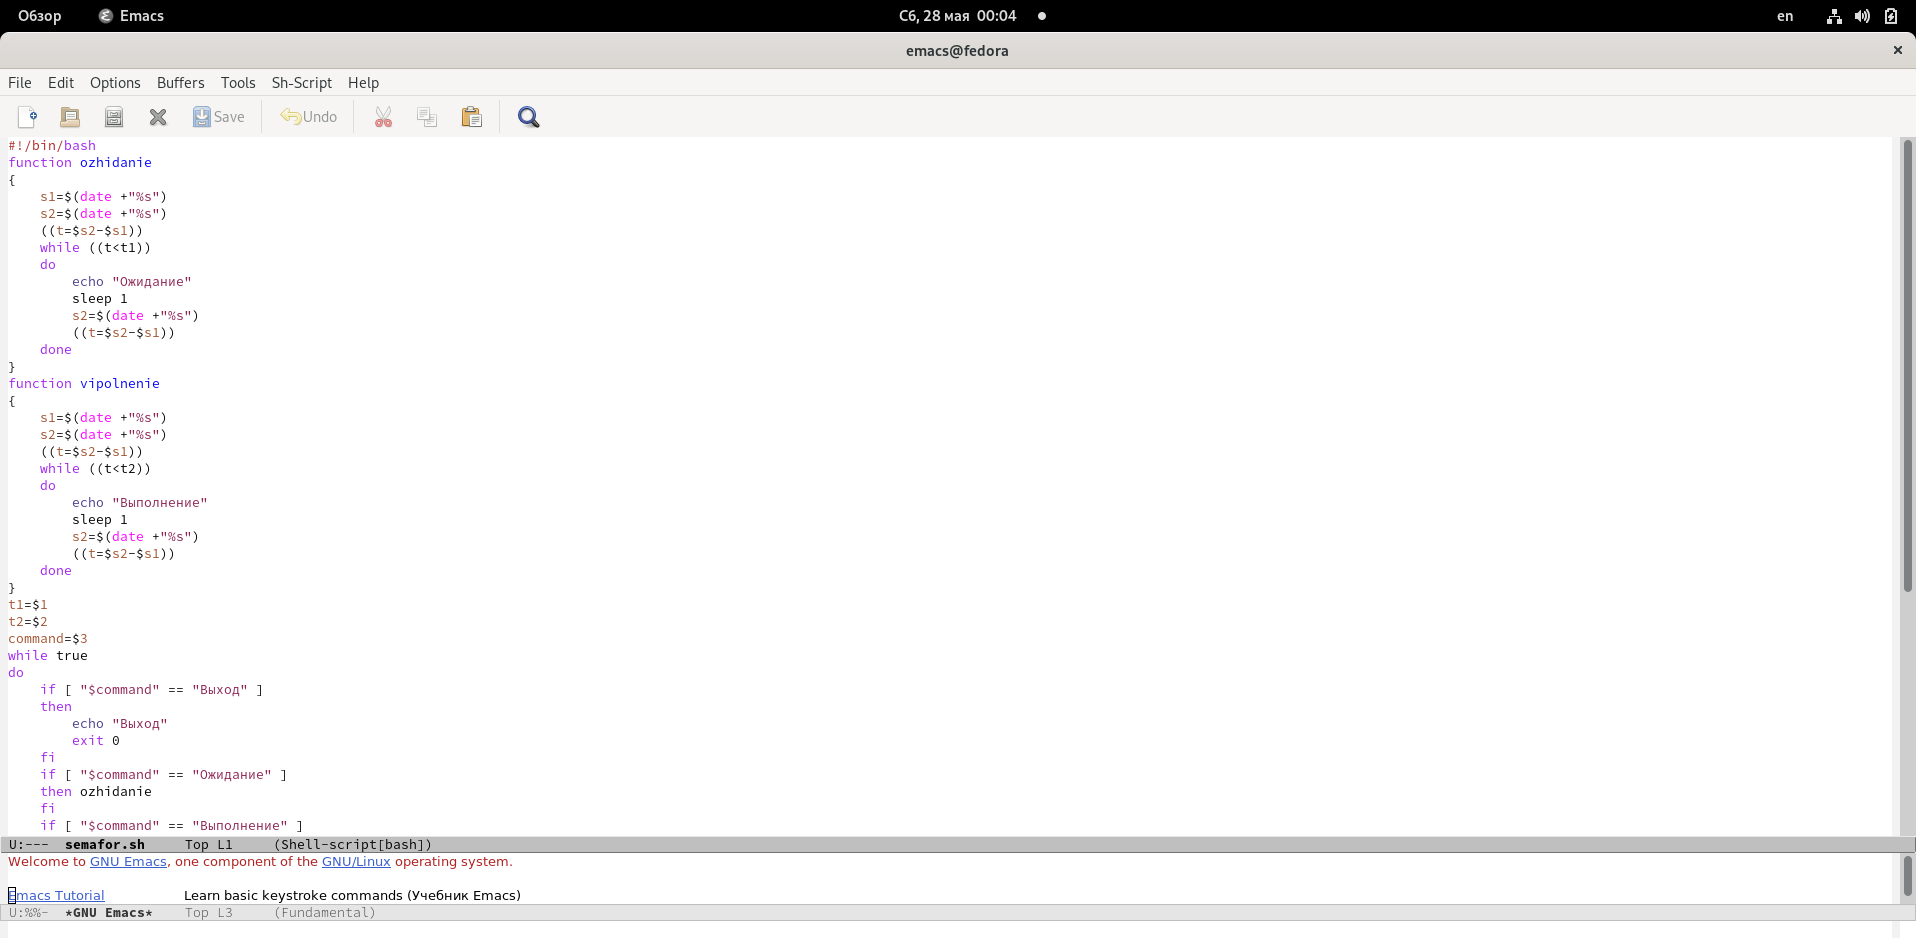 Обзор Emacs Сб, 28 мая 00:04 en
emacs@fedora
File Edit Options Buffers Tools Sh-Script Help
Save Undo
#!/bin/bash
function ozhidanie
{
    s1=$(date +"%s")
    s2=$(date +"%s")
    ((t=$s2-$s1))
    while ((t<t1))
    do
        echo "Ожидание"
        sleep 1
        s2=$(date +"%s")
        ((t=$s2-$s1))
    done
}
function vipolnenie
{
    s1=$(date +"%s")
    s2=$(date +"%s")
    ((t=$s2-$s1))
    while ((t<t2))
    do
        echo "Выполнение"
        sleep 1
        s2=$(date +"%s")
        ((t=$s2-$s1))
    done
}
t1=$1
t2=$2
command=$3
while true
do
    if [ "$command" == "Выход" ]
    then
        echo "Выход"
        exit 0
    fi
    if [ "$command" == "Ожидание" ]
    then ozhidanie
    fi
    if [ "$command" == "Выполнение" ]
U:--- semafor.sh Top L1 (Shell-script[bash])
Welcome to GNU Emacs, one component of the GNU/Linux operating system.
Emacs Tutorial Learn basic keystroke commands (Учебник Emacs)
U:%%- *GNU Emacs* Top L3 (Fundamental)